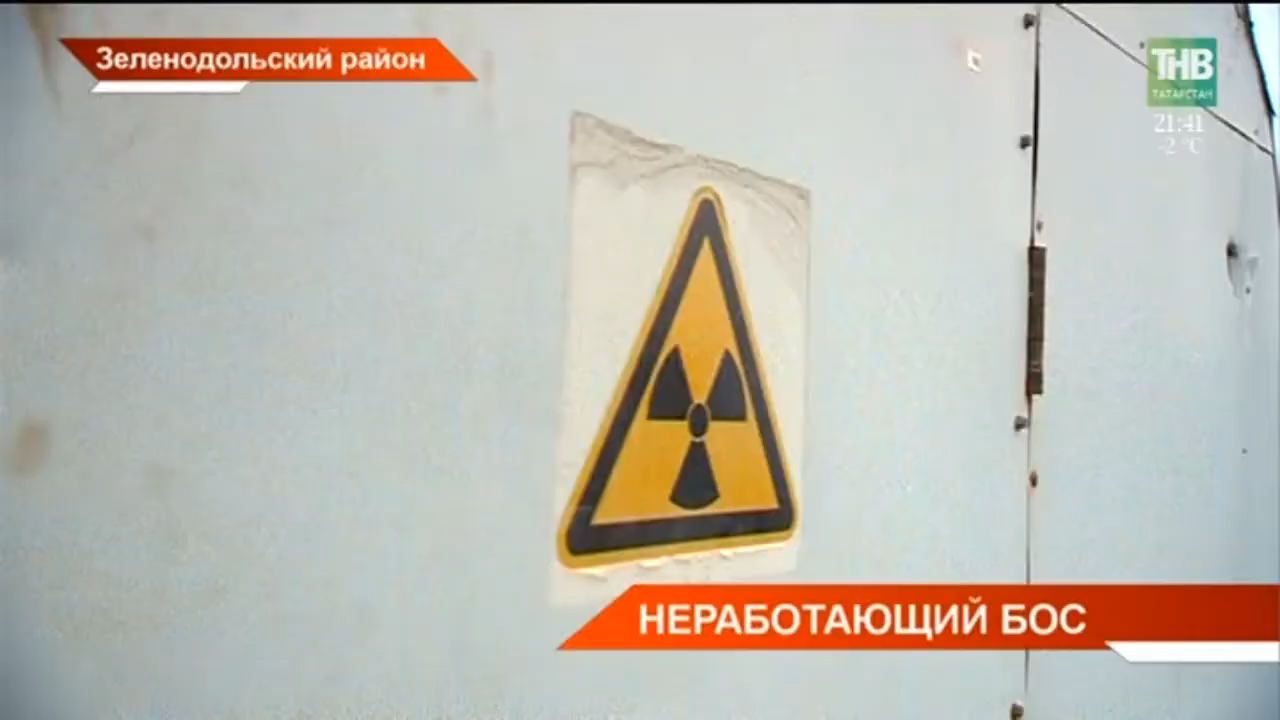 Зеленодольский район
ТНВ
ТАТАРСТАН
21:41
-2 °C
НЕРАБОТАЮЩИЙ БОС